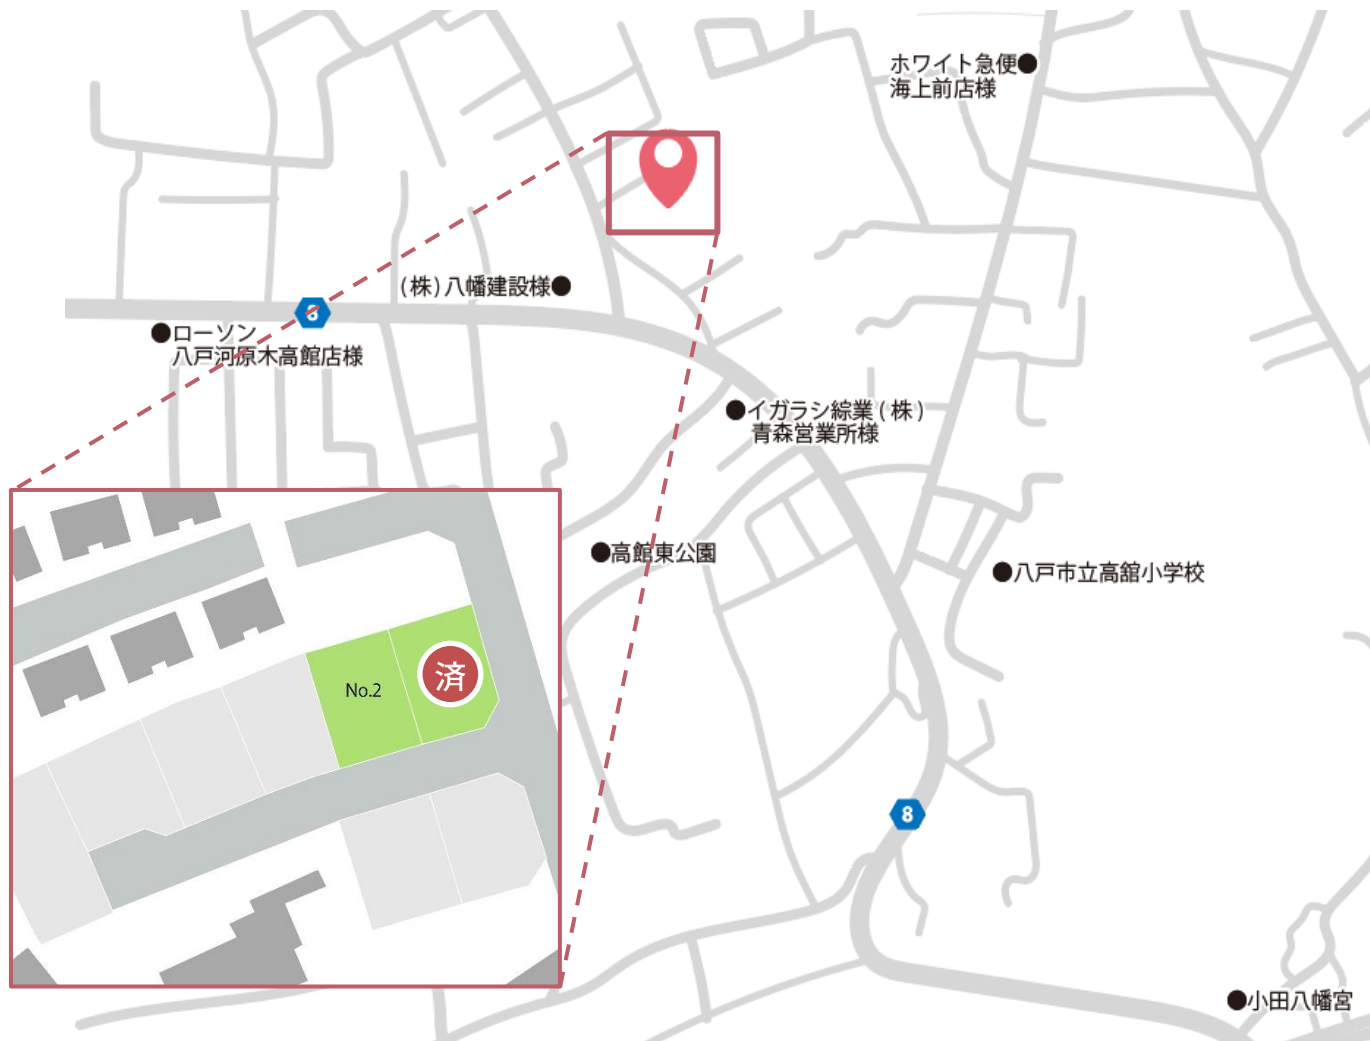 ホワイト急便
海上前店様
(株)八幡建設様
8
ローソン
八戸河原木高館店様
イガラシ綜業(株)
青森営業所様
高館東公園
八戸市立高舘小学校
済
No.2
8
小田八幡宮